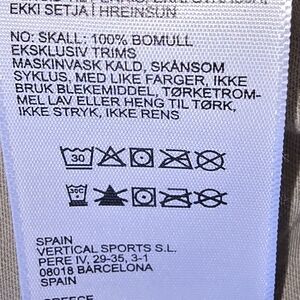 EKKI SETJA Í HREINSUN
NO: SKALL: 100% BOMULL
EKSKLUSIV TRIMS
MASKINVASK KALD, SKÅNSOM
SYKLUS, MED LIKE FARGER, IKKE
BRUK BLEKEMIDDEL, TØRKETROM-
MEL LAV ELLER HENG TIL TØRK,
IKKE STRYK, IKKE RENS
30
30C
SPAIN
VERTICAL SPORTS S.L.
PERE IV, 29-35, 3-1
08018 BARCELONA
SPAIN
GREECE